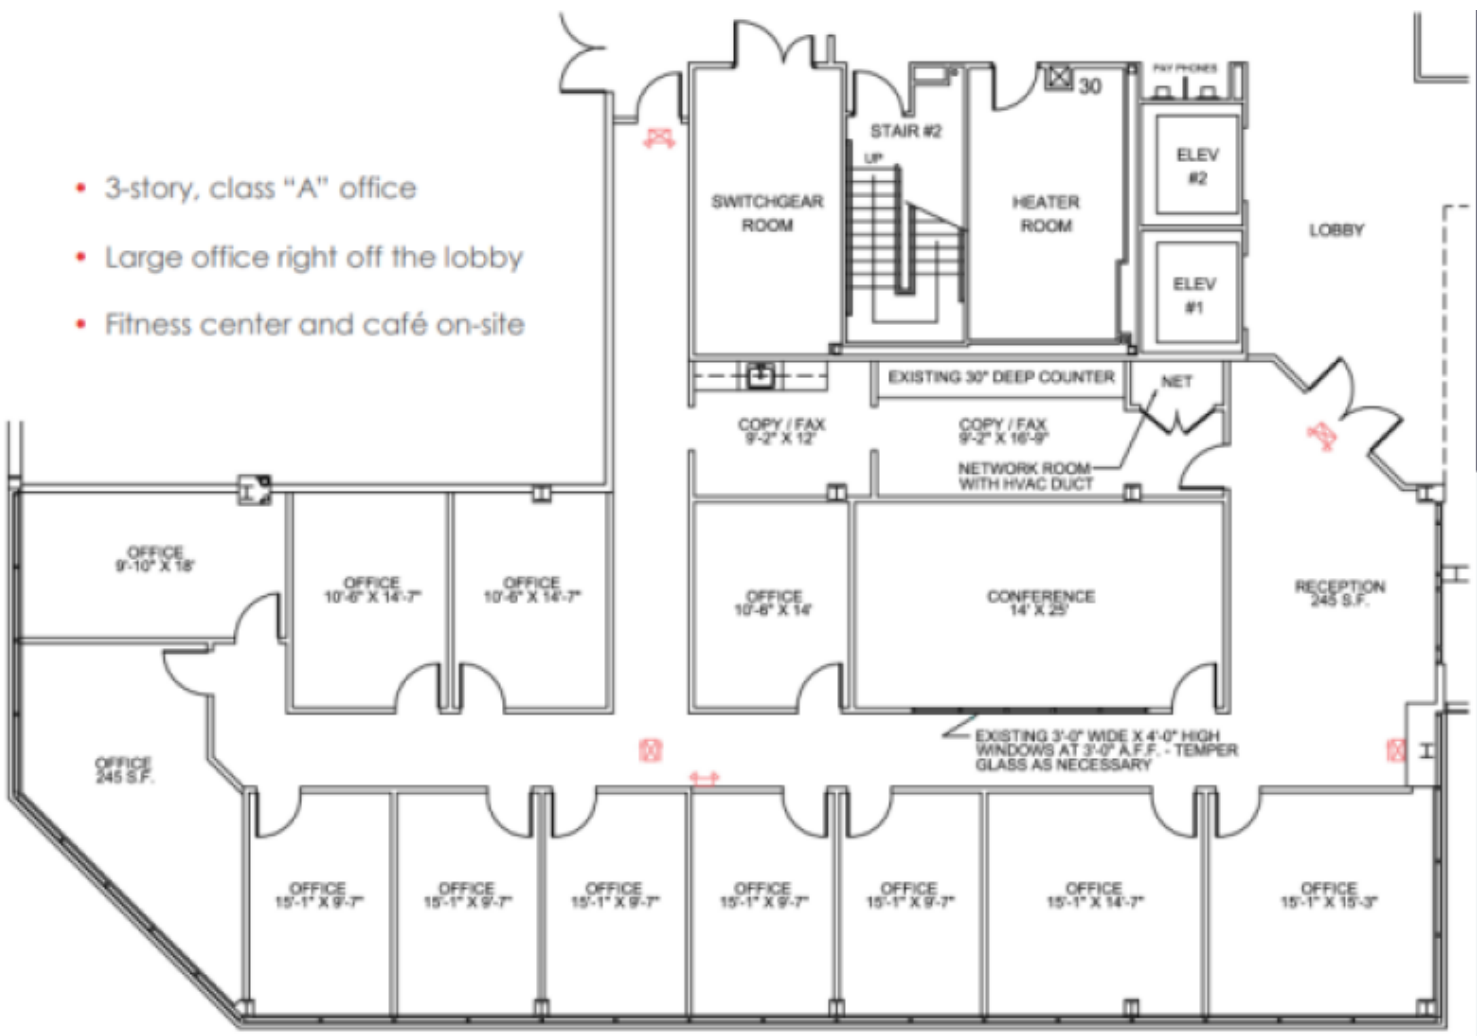 • 3-story, class “A” office
• Large office right off the lobby
• Fitness center and café on-site
PAY PHONES
30
STAIR #2
UP
ELEV
#2
SWITCHGEAR
ROOM
HEATER
ROOM
LOBBY
ELEV
#1
EXISTING 30" DEEP COUNTER
NET
COPY / FAX
9'-2" X 12'
COPY / FAX
9'-2" X 16'-9"
NETWORK ROOM
WITH HVAC DUCT
OFFICE
9'-10" X 18'
OFFICE
10'-6" X 14'-7"
OFFICE
10'-6" X 14'-7"
OFFICE
10'-6" X 14'
CONFERENCE
14' X 25'
RECEPTION
245 S.F.
EXISTING 3'-0" WIDE X 4'-0" HIGH
WINDOWS AT 3'-0" A.F.F. - TEMPER
GLASS AS NECESSARY
OFFICE
245 S.F.
OFFICE
15'-1" X 9'-7"
OFFICE
15'-1" X 9'-7"
OFFICE
15'-1" X 9'-7"
OFFICE
15'-1" X 9'-7"
OFFICE
15'-1" X 9'-7"
OFFICE
15'-1" X 14'-7"
OFFICE
15'-1" X 15'-3"